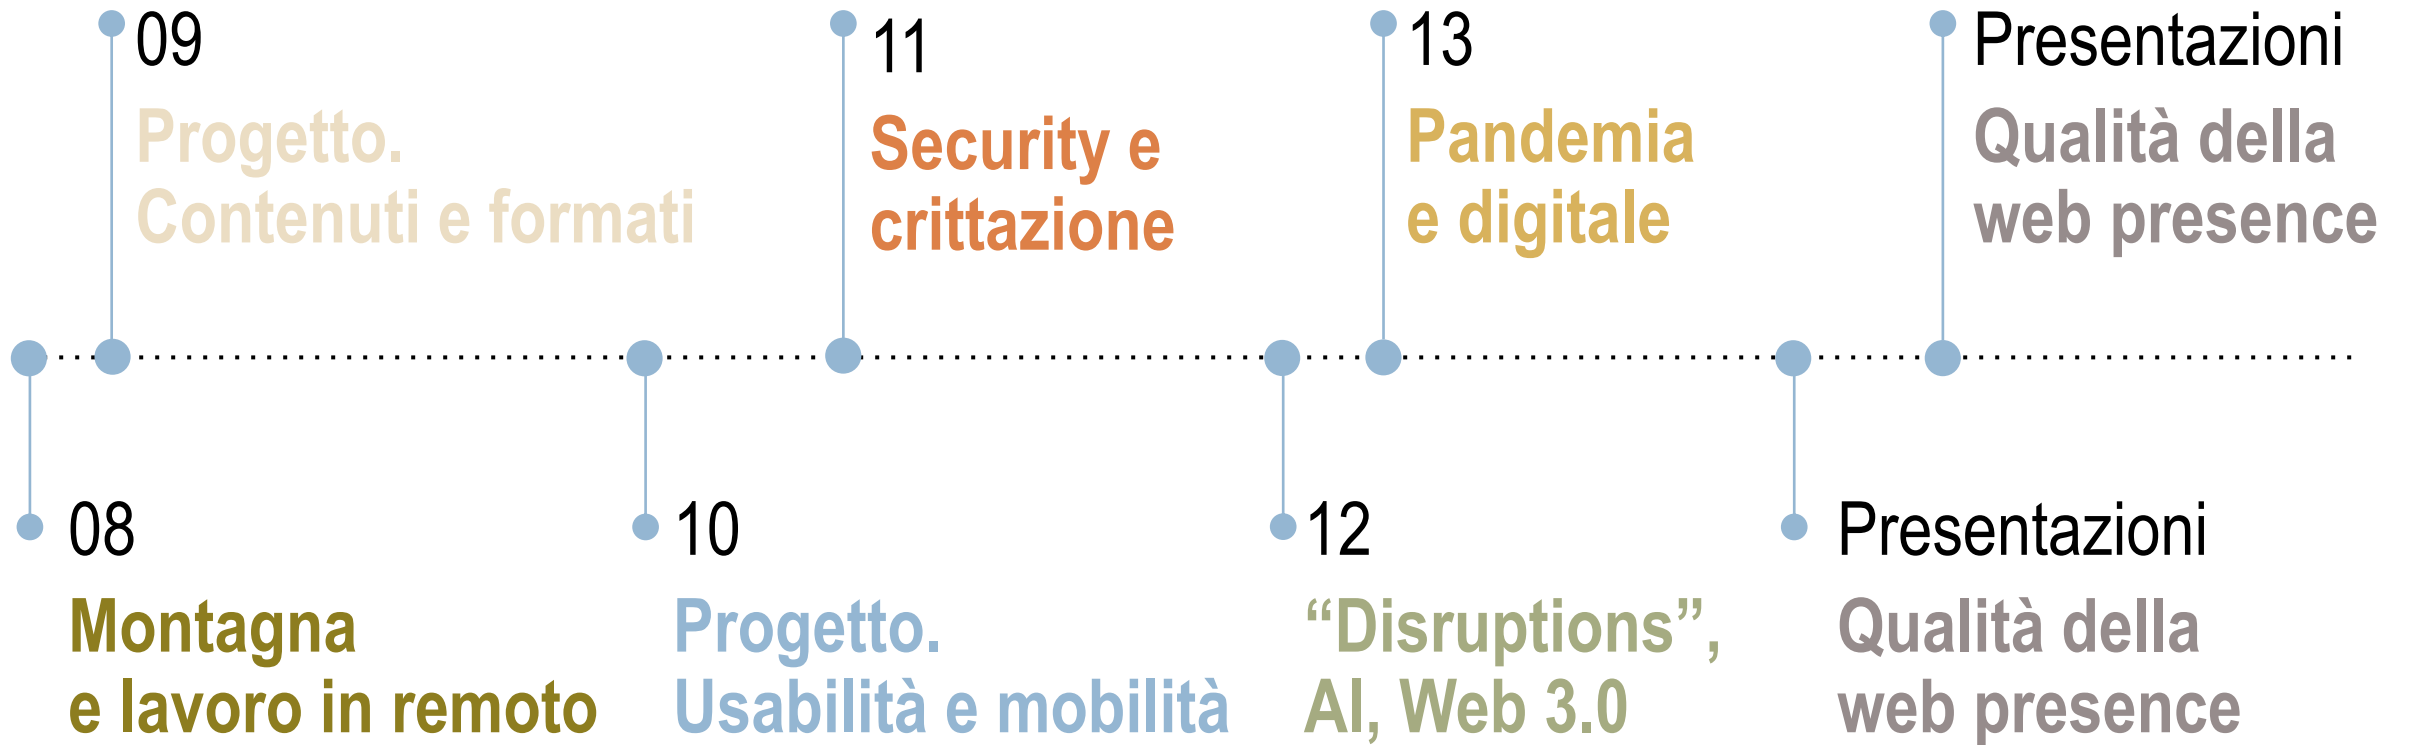 09
Progetto.
Contenuti e formati
11
Security e
crittazione
13
Pandemia
e digitale
Presentazioni
Qualità della
web presence
08
Montagna
e lavoro in remoto
10
Progetto.
Usabilità e mobilità
12
“Disruptions”,
AI, Web 3.0
Presentazioni
Qualità della
web presence